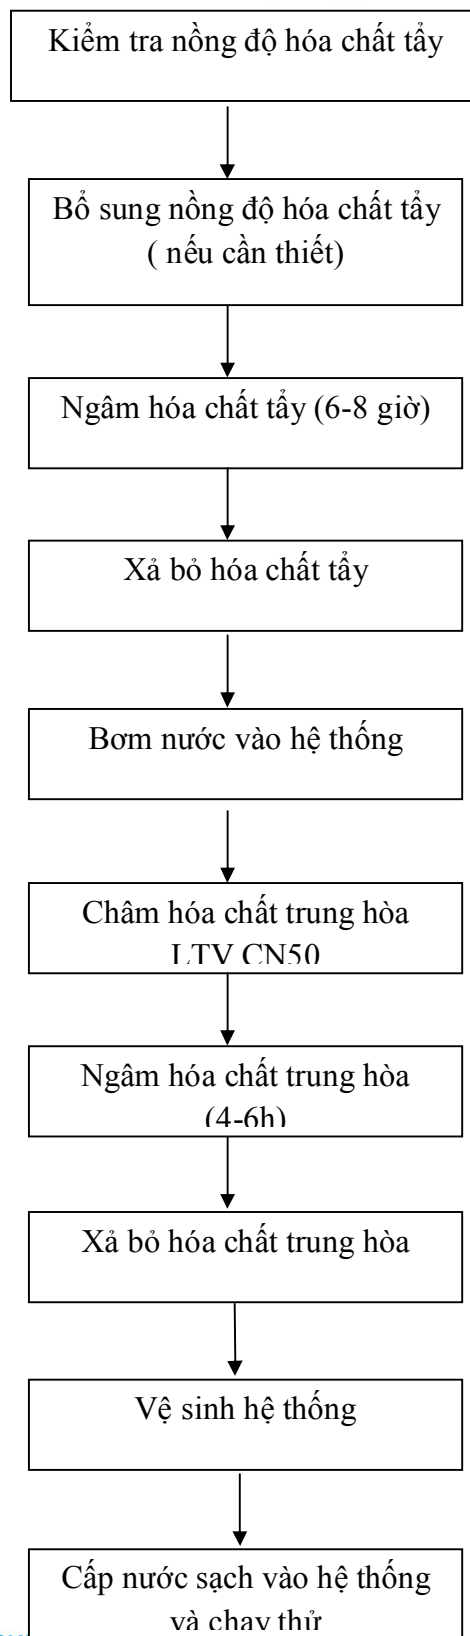 Kiểm tra nồng độ hóa chất tẩy
Bổ sung nồng độ hóa chất tẩy
( nếu cần thiết)
Ngâm hóa chất tẩy (6-8 giờ)
Xả bỏ hóa chất tẩy
Bơm nước vào hệ thống
Châm hóa chất trung hòa
LTV CN50
Ngâm hóa chất trung hòa
(4-6h)
Xả bỏ hóa chất trung hòa
Vệ sinh hệ thống
Cấp nước sạch vào hệ thống
và chạy thử